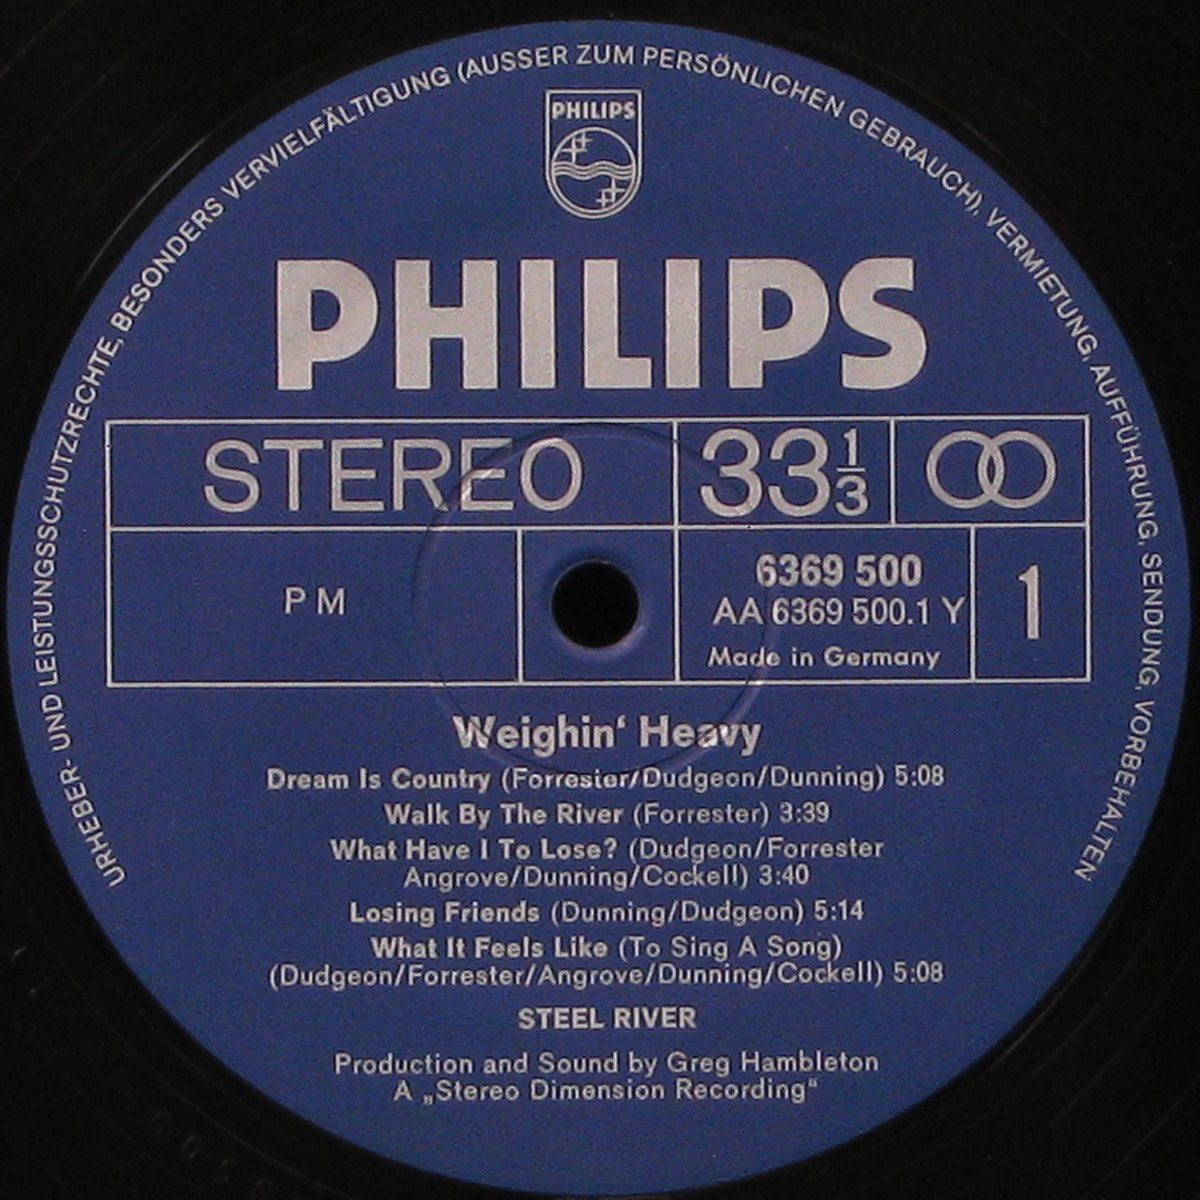 URHEBER- UND LEISTUNGSSCHUTZRECHTE, BESONDERS VERVIELFÄLTIGUNG (AUSSER ZUM PERSÖNLICHEN GEBRAUCH), VERMIETUNG, AUFFÜHRUNG, SENDUNG, VORBEHALTEN
PHILIPS
PHILIPS
STEREO 33 1/3
PM
6369 500
AA 6369 500.1 Y
Made in Germany
1
Weighin‘ Heavy
Dream Is Country (Forrester/Dudgeon/Dunning) 5:08
Walk By The River (Forrester) 3:39
What Have I To Lose? (Dudgeon/Forrester
Angrove/Dunning/Cockell) 3:40
Losing Friends (Dunning/Dudgeon) 5:14
What It Feels Like (To Sing A Song)
(Dudgeon/Forrester/Angrove/Dunning/Cockell) 5:08
STEEL RIVER
Production and Sound by Greg Hambleton
A „Stereo Dimension Recording“